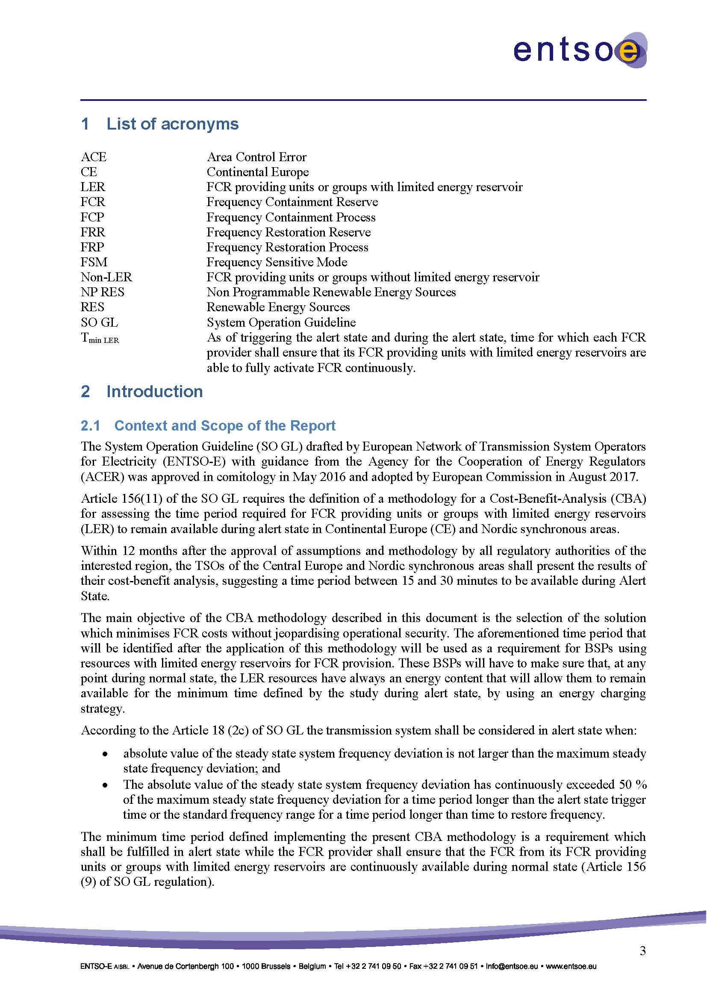 entsoe
1 List of acronyms
ACE Area Control Error
CE Continental Europe
LER FCR providing units or groups with limited energy reservoir
FCR Frequency Containment Reserve
FCP Frequency Containment Process
FRR Frequency Restoration Reserve
FRP Frequency Restoration Process
FSM Frequency Sensitive Mode
Non-LER FCR providing units or groups without limited energy reservoir
NP RES Non Programmable Renewable Energy Sources
RES Renewable Energy Sources
SO GL System Operation Guideline
Tmin LER As of triggering the alert state and during the alert state, time for which each FCR
provider shall ensure that its FCR providing units with limited energy reservoirs are
able to fully activate FCR continuously.
2 Introduction
2.1 Context and Scope of the Report
The System Operation Guideline (SO GL) drafted by European Network of Transmission System Operators
for Electricity (ENTSO-E) with guidance from the Agency for the Cooperation of Energy Regulators
(ACER) was approved in comitology in May 2016 and adopted by European Commission in August 2017.
Article 156(11) of the SO GL requires the definition of a methodology for a Cost-Benefit-Analysis (CBA)
for assessing the time period required for FCR providing units or groups with limited energy reservoirs
(LER) to remain available during alert state in Continental Europe (CE) and Nordic synchronous areas.
Within 12 months after the approval of assumptions and methodology by all regulatory authorities of the
interested region, the TSOs of the Central Europe and Nordic synchronous areas shall present the results of
their cost-benefit analysis, suggesting a time period between 15 and 30 minutes to be available during Alert
State.
The main objective of the CBA methodology described in this document is the selection of the solution
which minimises FCR costs without jeopardising operational security. The aforementioned time period that
will be identified after the application of this methodology will be used as a requirement for BSPs using
resources with limited energy reservoirs for FCR provision. These BSPs will have to make sure that, at any
point during normal state, the LER resources have always an energy content that will allow them to remain
available for the minimum time defined by the study during alert state, by using an energy charging
strategy.
According to the Article 18 (2c) of SO GL the transmission system shall be considered in alert state when:
• absolute value of the steady state system frequency deviation is not larger than the maximum steady
state frequency deviation; and
• The absolute value of the steady state system frequency deviation has continuously exceeded 50 %
of the maximum steady state frequency deviation for a time period longer than the alert state trigger
time or the standard frequency range for a time period longer than time to restore frequency.
The minimum time period defined implementing the present CBA methodology is a requirement which
shall be fulfilled in alert state while the FCR provider shall ensure that the FCR from its FCR providing
units or groups with limited energy reservoirs are continuously available during normal state (Article 156
(9) of SO GL regulation).
3
ENTSO-E AISBL • Avenue de Cortenbergh 100 • 1000 Brussels • Belgium • Tel +32 2 741 09 50 • Fax +32 2 741 09 51 • info@entsoe.eu • www.entsoe.eu